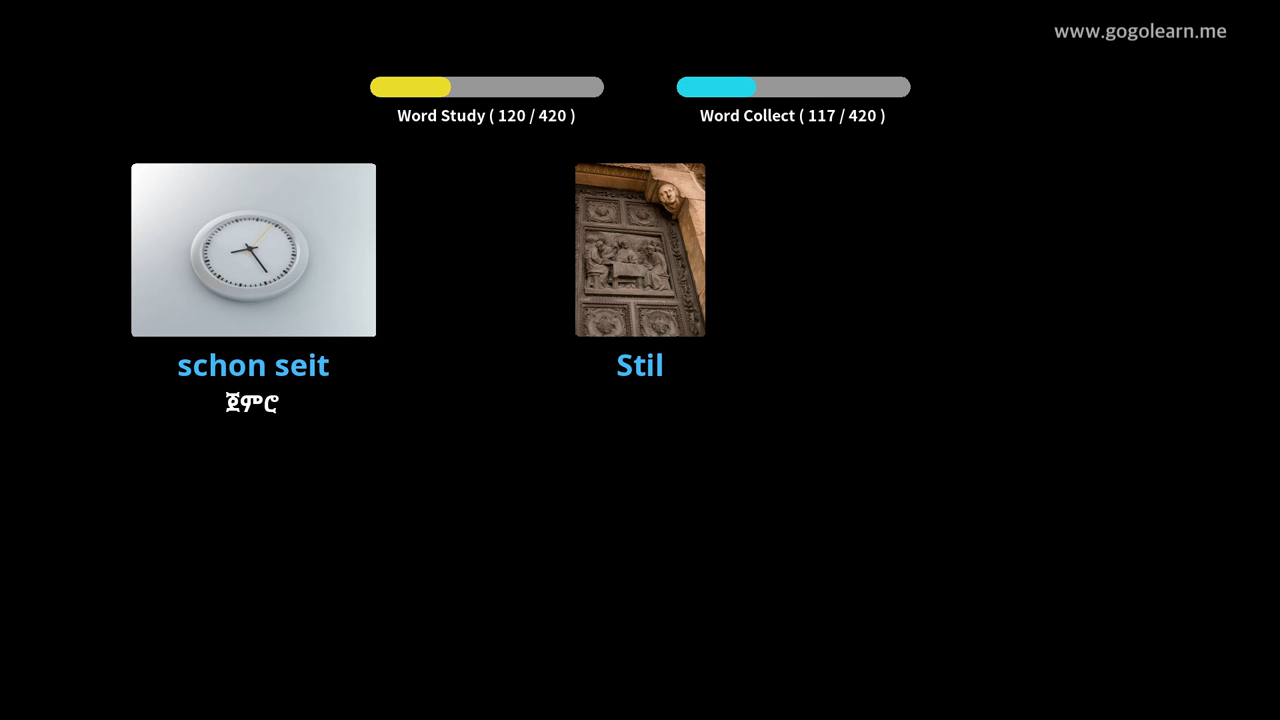 www.gogolearn.me
Word Study ( 120 / 420 )
Word Collect ( 117 / 420 )
schon seit
ጀምሮ
Stil